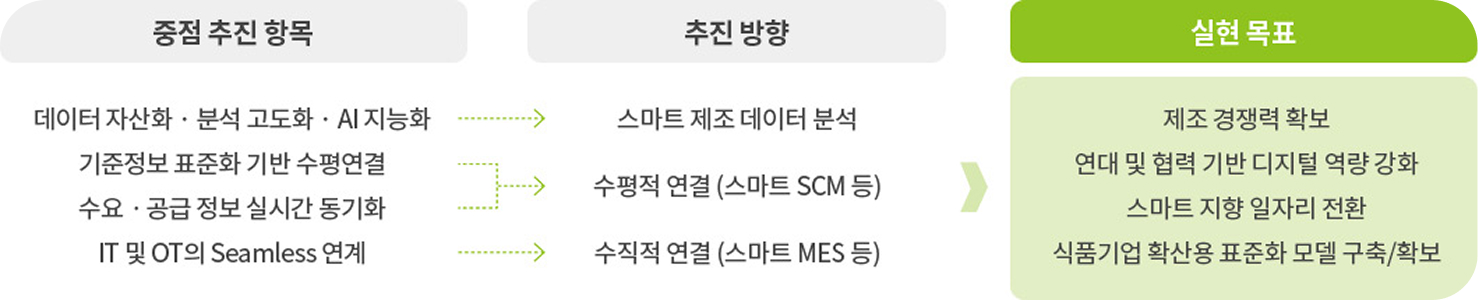 중점 추진 항목
추진 방향
실현 목표
데이터 자산화 · 분석 고도화 · AI 지능화
기준정보 표준화 기반 수평연결
수요 · 공급 정보 실시간 동기화
IT 및 OT의 Seamless 연계
스마트 제조 데이터 분석
수평적 연결 (스마트 SCM 등)
수직적 연결 (스마트 MES 등)
제조 경쟁력 확보
연대 및 협력 기반 디지털 역량 강화
스마트 지향 일자리 전환
식품기업 확산용 표준화 모델 구축/확보